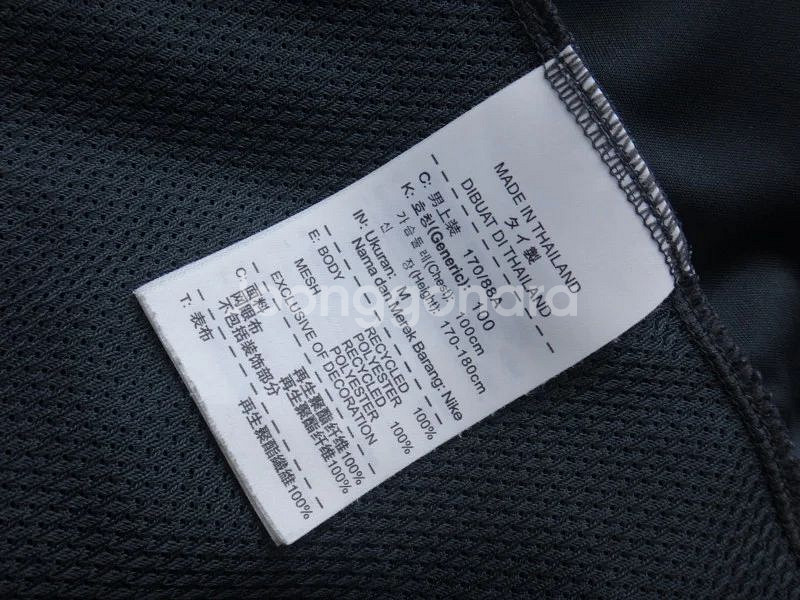 MADE IN THAILAND
タイ製
DIBUAT DI THAILAND
C: 男上装 170/88A
K: 호칭(Generic): 100
가슴둘레(Chest): 100cm
신 장(Height): 170-180cm
IN: Ukuran: M
Nama dan Merek Barang: Nike
E: BODY RECYCLED POLYESTER 100%
MESH RECYCLED POLYESTER 100%
EXCLUSIVE OF DECORATION
C: 面料 再生聚酯纤维100%
网眼布 再生聚酯纤维100%
不包括装饰部分
T: 表布 再生聚酯纖維100%
joonggonara